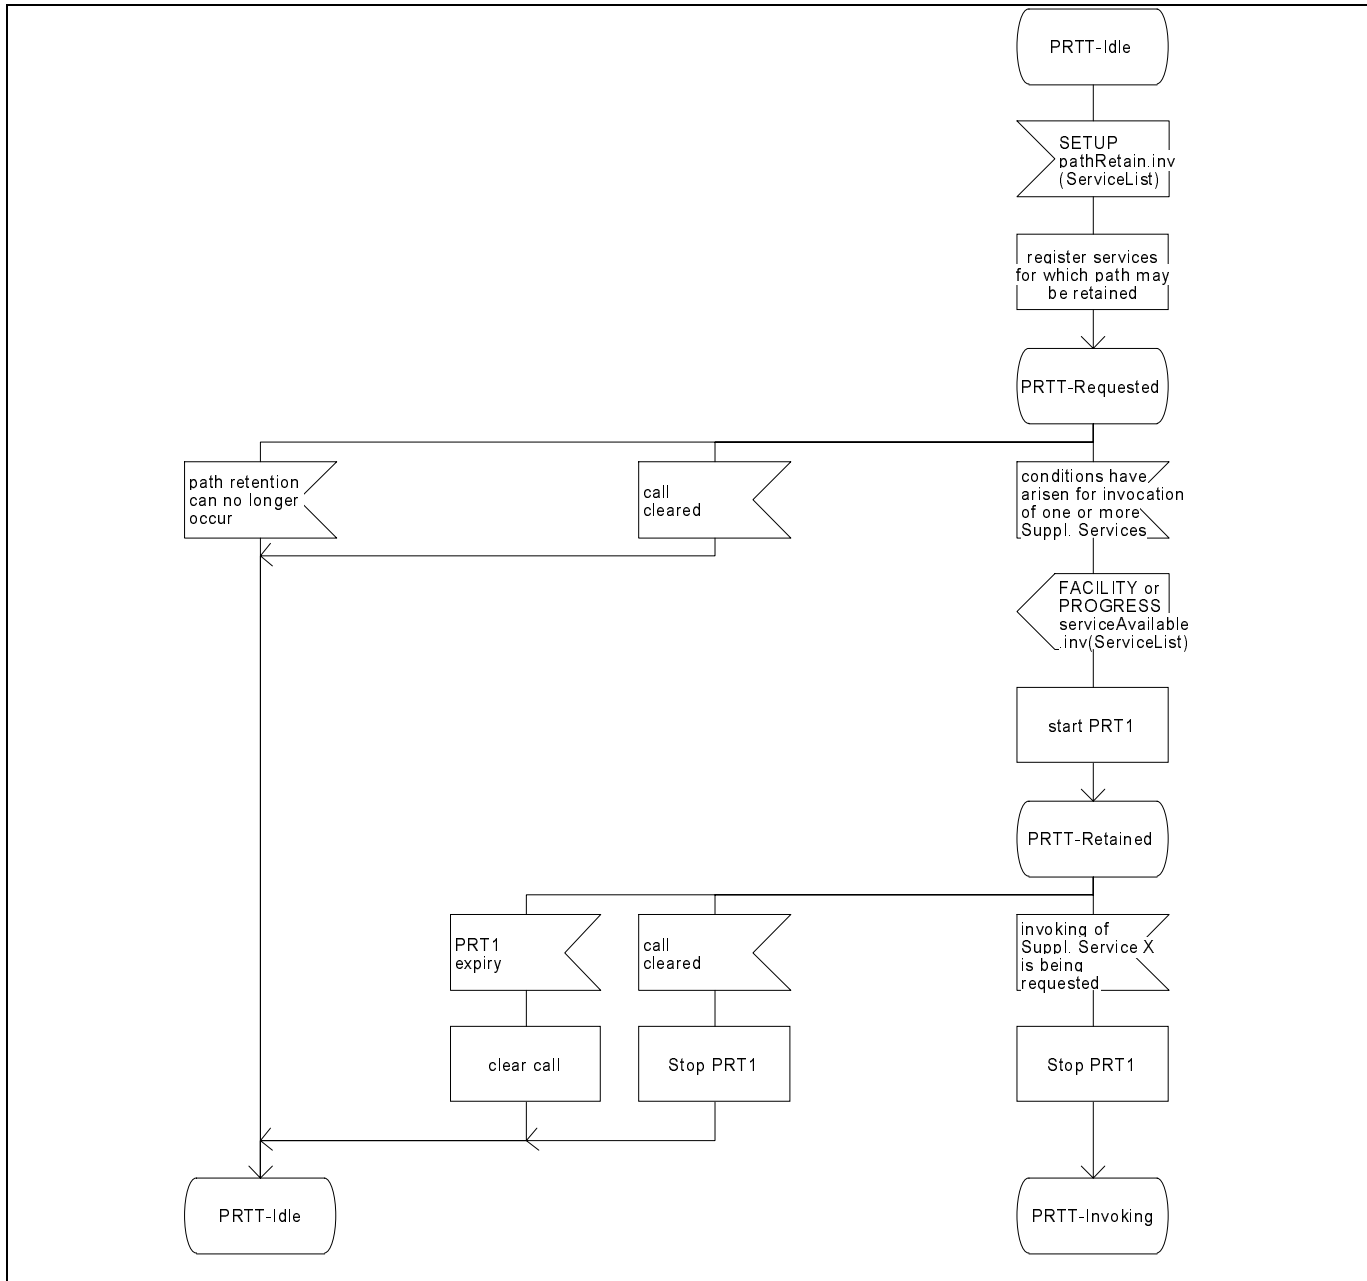 PRTT-Idle
SETUP
pathRetain.inv
(ServiceList)
register services
for which path may
be retained
PRTT-Requested
path retention
can no longer
occur
call
cleared
conditions have
arisen for invocation
of one or more
Suppl. Services
FACILITY or
PROGRESS
serviceAvailable
.inv(ServiceList)
start PRT1
PRTT-Retained
PRT1
expiry
call
cleared
invoking of
Suppl. Service X
is being
requested
clear call
Stop PRT1
Stop PRT1
PRTT-Idle
PRTT-Invoking